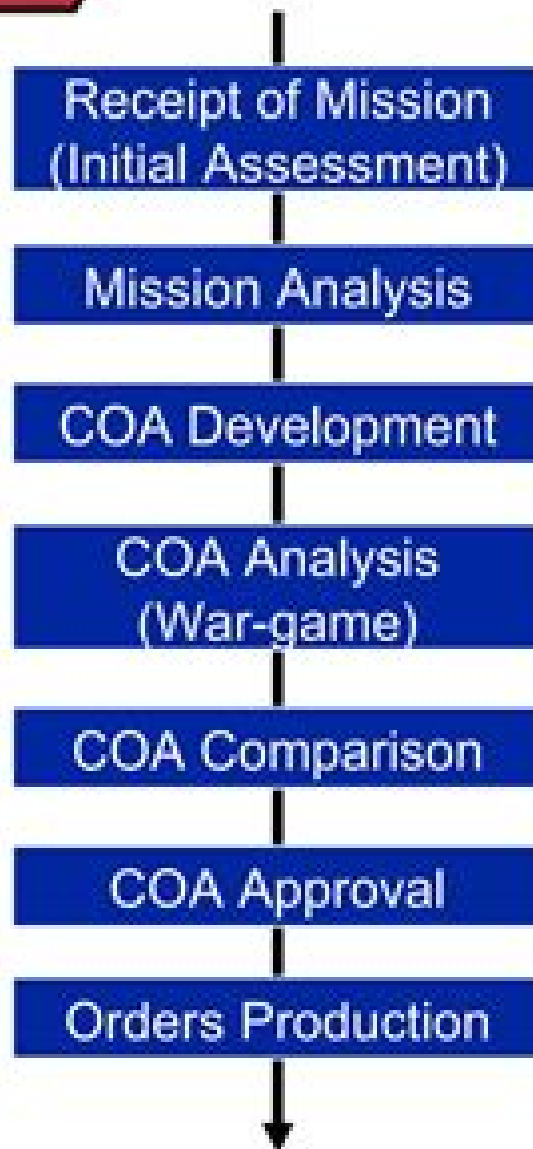 Receipt of Mission
(Initial Assessment)
Mission Analysis
COA Development
COA Analysis
(War-game)
COA Comparison
COA Approval
Orders Production